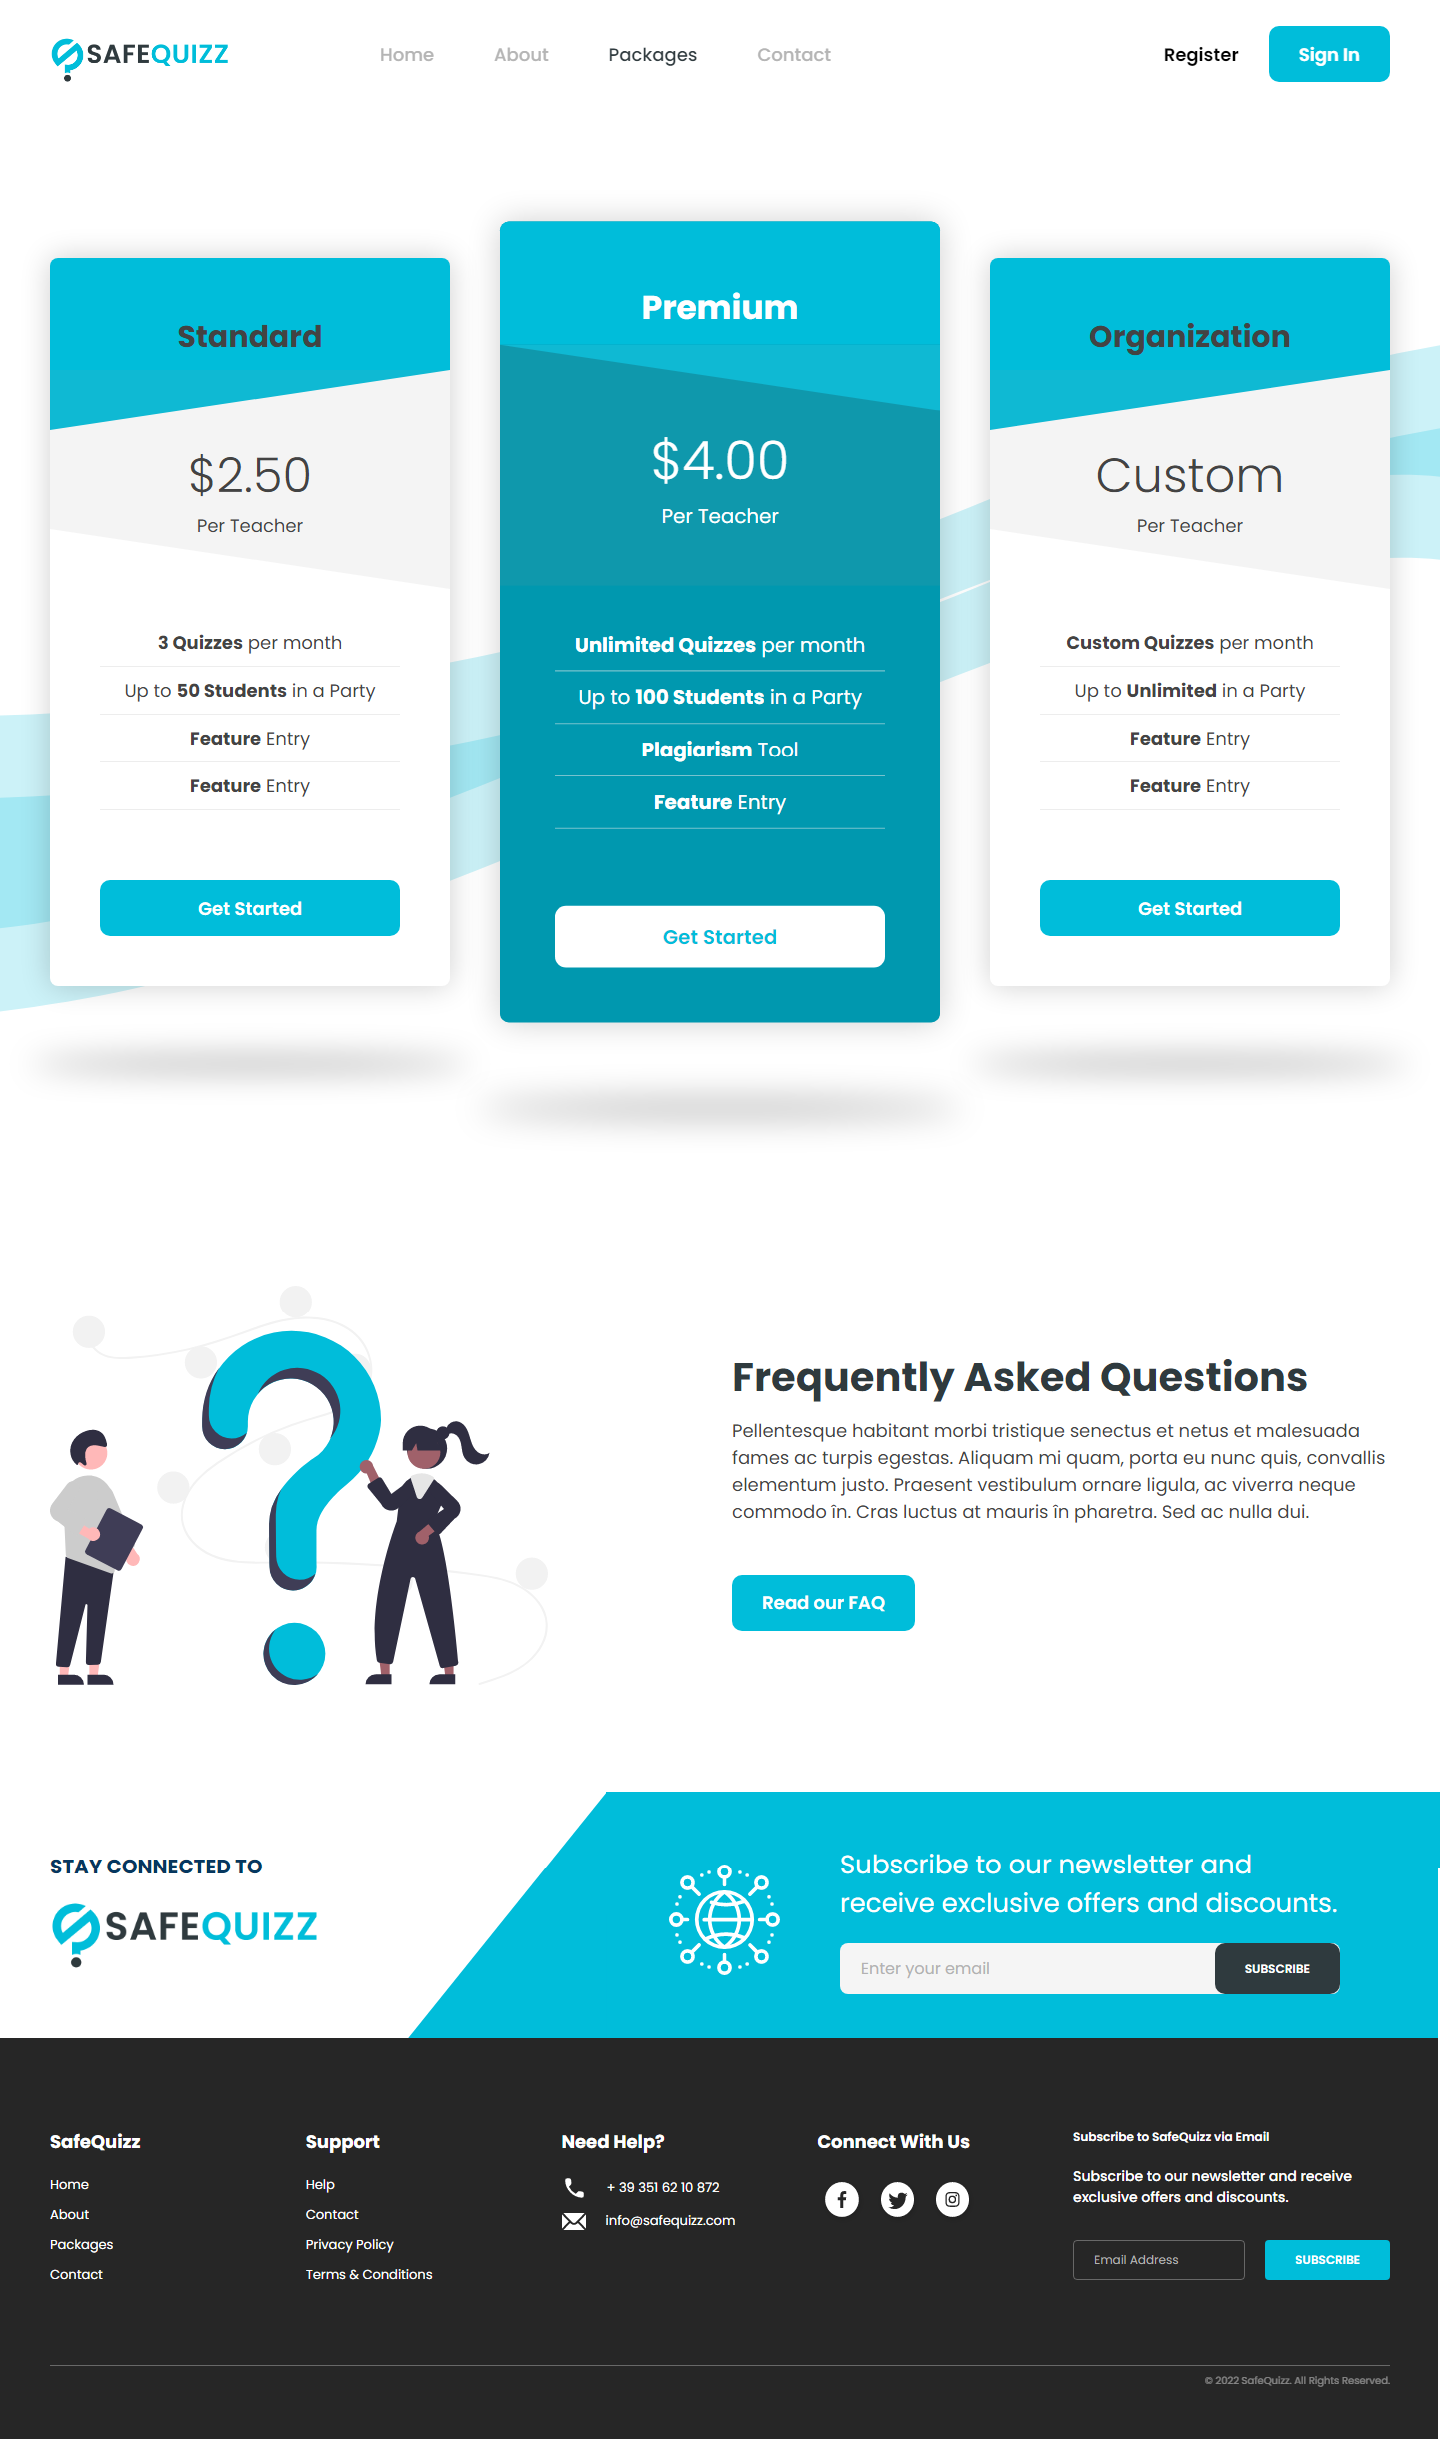 SAFEQUIZZ
Home
About
Packages
Contact
Register
Sign In
Standard
$2.50
Per Teacher
3 Quizzes per month
Up to 50 Students in a Party
Feature Entry
Feature Entry
Get Started
Premium
$4.00
Per Teacher
Unlimited Quizzes per month
Up to 100 Students in a Party
Plagiarism Tool
Feature Entry
Get Started
Organization
Custom
Per Teacher
Custom Quizzes per month
Up to Unlimited in a Party
Feature Entry
Feature Entry
Get Started
Frequently Asked Questions
Pellentesque habitant morbi tristique senectus et netus et malesuada
fames ac turpis egestas. Aliquam mi quam, porta eu nunc quis, convallis
elementum justo. Praesent vestibulum ornare ligula, ac viverra neque
commodo în. Cras luctus at mauris în pharetra. Sed ac nulla dui.
Read our FAQ
STAY CONNECTED TO
SAFEQUIZZ
Subscribe to our newsletter and
receive exclusive offers and discounts.
Enter your email
SUBSCRIBE
SafeQuizz
Home
About
Packages
Contact
Support
Help
Contact
Privacy Policy
Terms & Conditions
Need Help?
+ 39 351 62 10 872
info@safequizz.com
Connect With Us
Subscribe to SafeQuizz via Email
Subscribe to our newsletter and receive
exclusive offers and discounts.
Email Address
SUBSCRIBE
© 2022 SafeQuizz. All Rights Reserved.